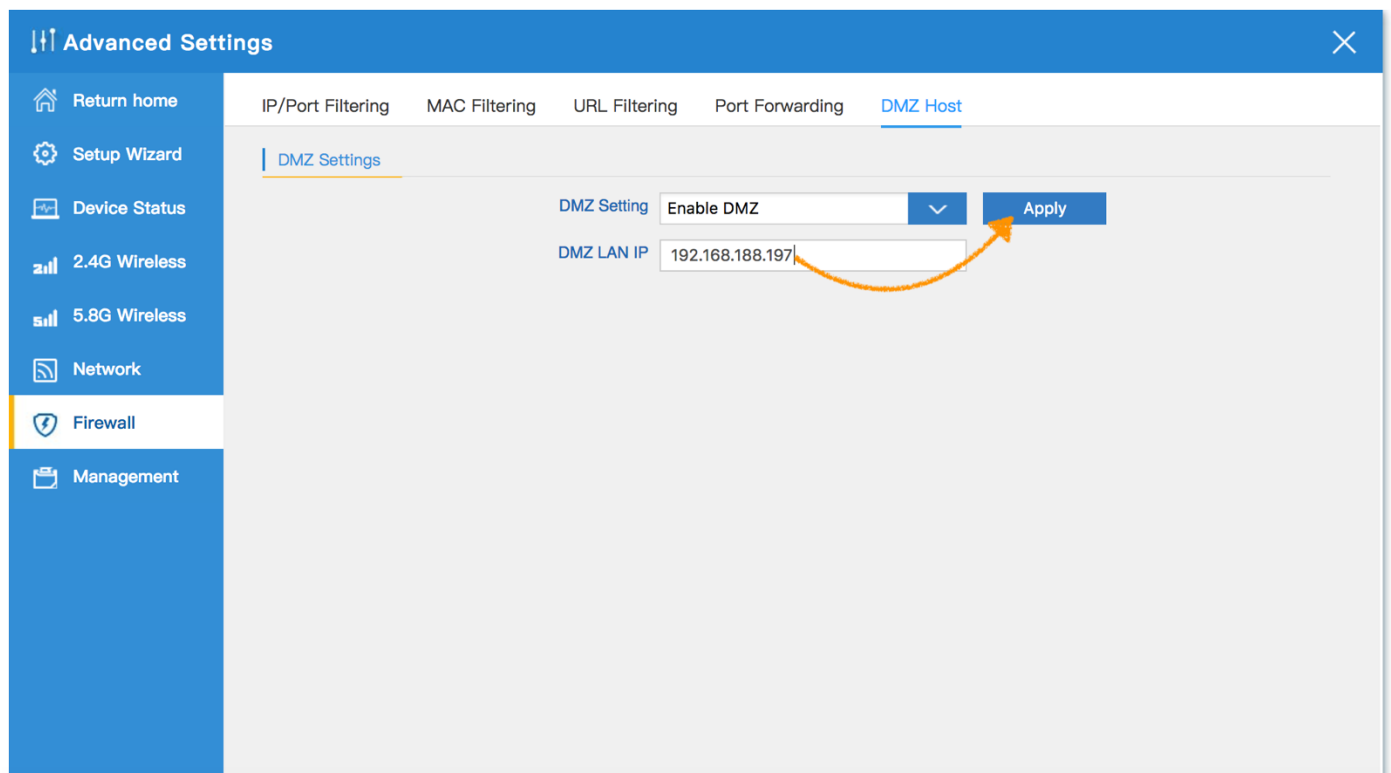 Advanced Settings
Return home
Setup Wizard
Device Status
2.4G Wireless
5.8G Wireless
Network
Firewall
Management
IP/Port Filtering MAC Filtering URL Filtering Port Forwarding DMZ Host
DMZ Settings
DMZ Setting Enable DMZ Apply
DMZ LAN IP 192.168.188.197